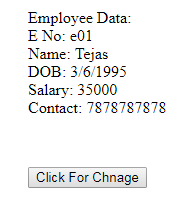 Employee Data:
E No: e01
Name: Tejas
DOB: 3/6/1995
Salary: 35000
Contact: 7878787878
Click For Chnage